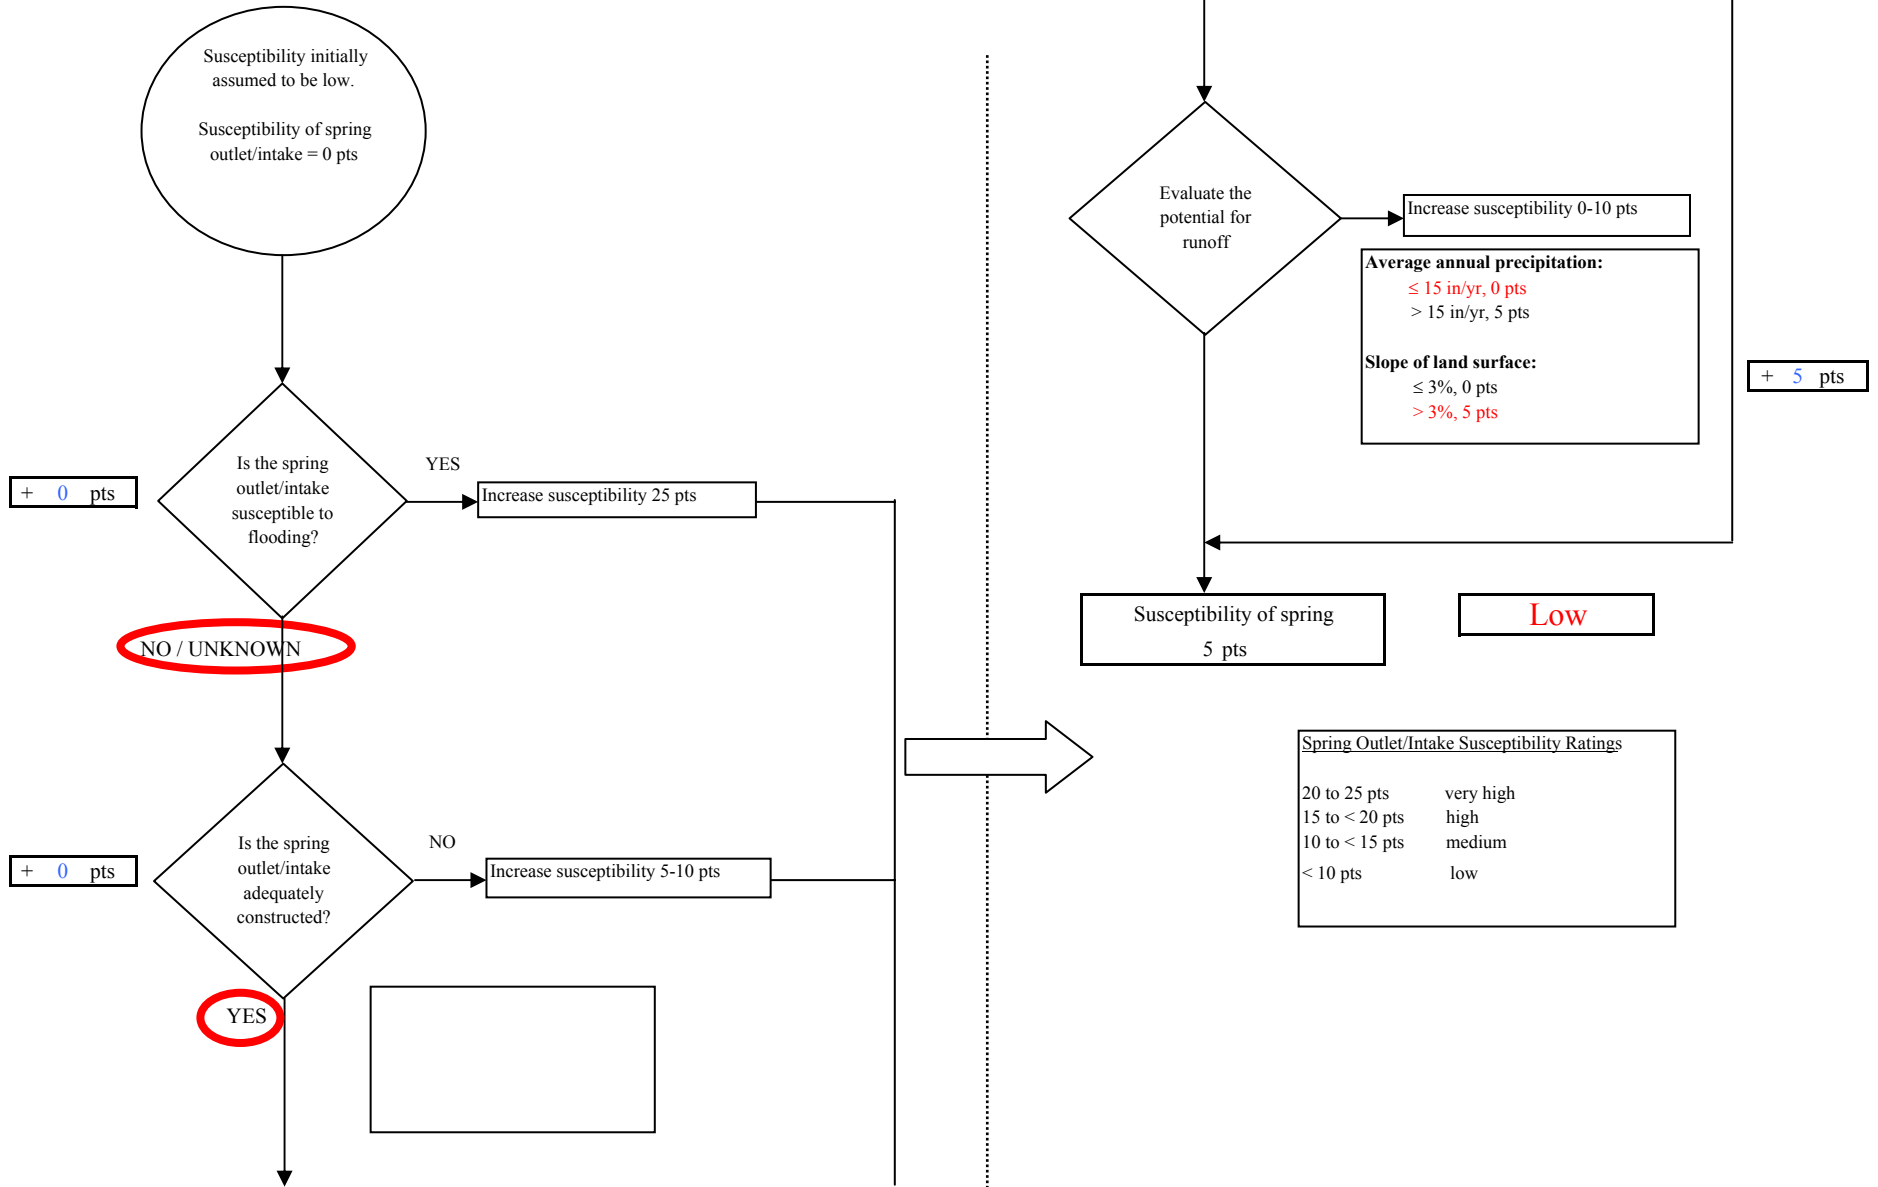 Susceptibility initially
assumed to be low.
Susceptibility of spring
outlet/intake = 0 pts
Is the spring
outlet/intake
susceptible to
flooding?
+ 0 pts
YES
Increase susceptibility 25 pts
NO / UNKNOWN
Is the spring
outlet/intake
adequately
constructed?
+ 0 pts
NO
Increase susceptibility 5-10 pts
YES
Evaluate the
potential for
runoff
Increase susceptibility 0-10 pts
Average annual precipitation:
≤ 15 in/yr, 0 pts
> 15 in/yr, 5 pts
Slope of land surface:
≤ 3%, 0 pts
> 3%, 5 pts
+ 5 pts
Susceptibility of spring
5 pts
Low
Spring Outlet/Intake Susceptibility Ratings
20 to 25 pts very high
15 to < 20 pts high
10 to < 15 pts medium
< 10 pts low